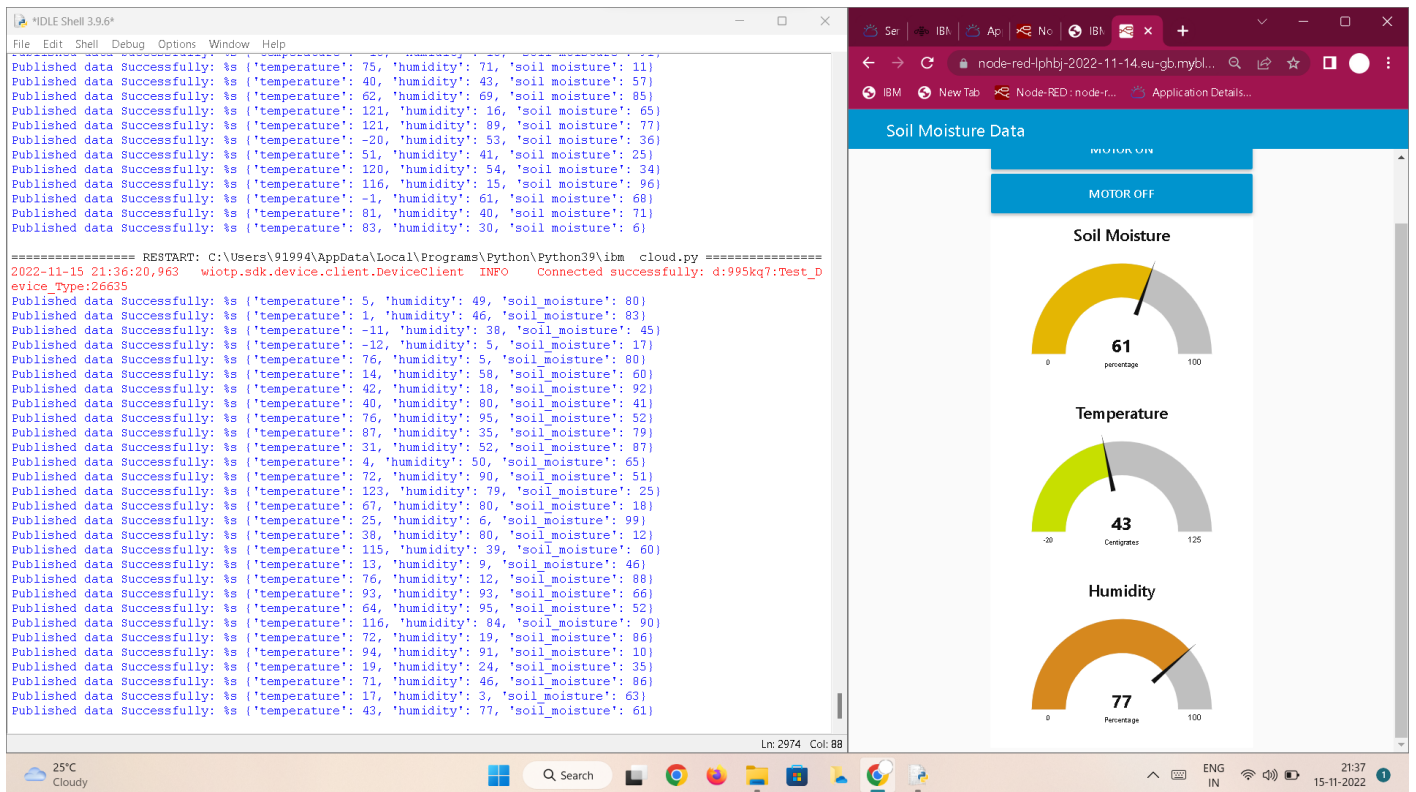 *IDLE Shell 3.9.6*
File Edit Shell Debug Options Window Help
Published data Successfully: %s {'temperature': 75, 'humidity': 71, 'soil moisture': 11}
Published data Successfully: %s {'temperature': 40, 'humidity': 43, 'soil moisture': 57}
Published data Successfully: %s {'temperature': 62, 'humidity': 69, 'soil moisture': 85}
Published data Successfully: %s {'temperature': 121, 'humidity': 16, 'soil moisture': 65}
Published data Successfully: %s {'temperature': 121, 'humidity': 89, 'soil moisture': 77}
Published data Successfully: %s {'temperature': -20, 'humidity': 53, 'soil moisture': 36}
Published data Successfully: %s {'temperature': 51, 'humidity': 41, 'soil moisture': 25}
Published data Successfully: %s {'temperature': 120, 'humidity': 54, 'soil moisture': 34}
Published data Successfully: %s {'temperature': 116, 'humidity': 15, 'soil moisture': 96}
Published data Successfully: %s {'temperature': -1, 'humidity': 61, 'soil moisture': 68}
Published data Successfully: %s {'temperature': 81, 'humidity': 40, 'soil moisture': 71}
Published data Successfully: %s {'temperature': 83, 'humidity': 30, 'soil moisture': 6}
================= RESTART: C:\Users\91994\AppData\Local\Programs\Python\Python39\ibm cloud.py ================
2022-11-15 21:36:20,963 wiotp.sdk.device.client.DeviceClient INFO Connected successfully: d:995kq7:Test_D
evice_Type:26635
Published data Successfully: %s {'temperature': 5, 'humidity': 49, 'soil_moisture': 80}
Published data Successfully: %s {'temperature': 1, 'humidity': 46, 'soil_moisture': 83}
Published data Successfully: %s {'temperature': -11, 'humidity': 38, 'soil_moisture': 45}
Published data Successfully: %s {'temperature': -12, 'humidity': 5, 'soil_moisture': 17}
Published data Successfully: %s {'temperature': 76, 'humidity': 5, 'soil_moisture': 80}
Published data Successfully: %s {'temperature': 14, 'humidity': 58, 'soil_moisture': 60}
Published data Successfully: %s {'temperature': 42, 'humidity': 18, 'soil_moisture': 92}
Published data Successfully: %s {'temperature': 40, 'humidity': 80, 'soil_moisture': 41}
Published data Successfully: %s {'temperature': 76, 'humidity': 95, 'soil_moisture': 52}
Published data Successfully: %s {'temperature': 87, 'humidity': 35, 'soil_moisture': 79}
Published data Successfully: %s {'temperature': 31, 'humidity': 52, 'soil_moisture': 87}
Published data Successfully: %s {'temperature': 4, 'humidity': 50, 'soil_moisture': 65}
Published data Successfully: %s {'temperature': 72, 'humidity': 90, 'soil_moisture': 51}
Published data Successfully: %s {'temperature': 123, 'humidity': 79, 'soil_moisture': 25}
Published data Successfully: %s {'temperature': 67, 'humidity': 80, 'soil_moisture': 18}
Published data Successfully: %s {'temperature': 25, 'humidity': 6, 'soil_moisture': 99}
Published data Successfully: %s {'temperature': 38, 'humidity': 80, 'soil_moisture': 12}
Published data Successfully: %s {'temperature': 115, 'humidity': 39, 'soil_moisture': 60}
Published data Successfully: %s {'temperature': 13, 'humidity': 9, 'soil_moisture': 46}
Published data Successfully: %s {'temperature': 76, 'humidity': 12, 'soil_moisture': 88}
Published data Successfully: %s {'temperature': 93, 'humidity': 93, 'soil_moisture': 66}
Published data Successfully: %s {'temperature': 64, 'humidity': 95, 'soil_moisture': 52}
Published data Successfully: %s {'temperature': 116, 'humidity': 84, 'soil_moisture': 90}
Published data Successfully: %s {'temperature': 72, 'humidity': 19, 'soil_moisture': 86}
Published data Successfully: %s {'temperature': 94, 'humidity': 91, 'soil_moisture': 10}
Published data Successfully: %s {'temperature': 19, 'humidity': 24, 'soil_moisture': 35}
Published data Successfully: %s {'temperature': 71, 'humidity': 46, 'soil_moisture': 86}
Published data Successfully: %s {'temperature': 17, 'humidity': 3, 'soil_moisture': 63}
Published data Successfully: %s {'temperature': 43, 'humidity': 77, 'soil_moisture': 61}
Ln: 2974 Col: 88
Ser IBN Ap No IBN
node-red-lphbj-2022-11-14.eu-gb.mybl...
IBM New Tab Node-RED : node-r... Application Details...
Soil Moisture Data
MOTOR ON
MOTOR OFF
Soil Moisture
61
0 percentage 100
Temperature
43
-20 Centigrates 125
Humidity
77
0 Percentage 100
25°C
Cloudy
Search
ENG
IN
21:37
15-11-2022
1